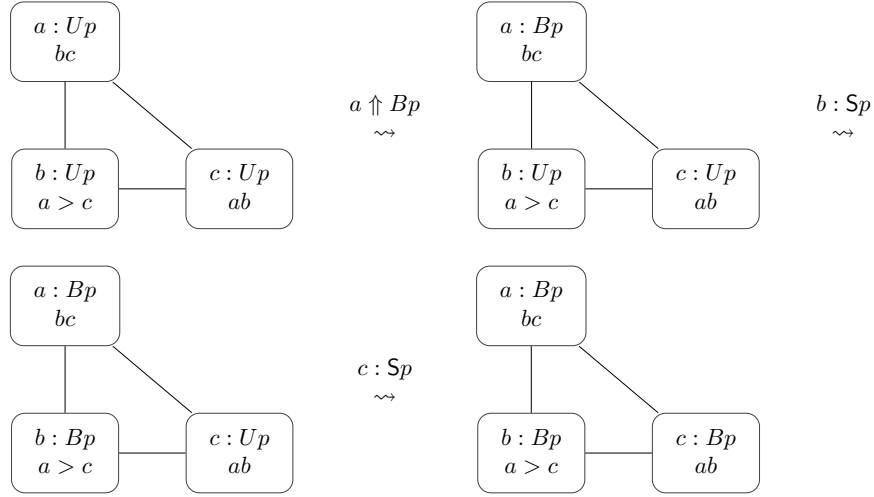 a : Up
bc
b : Up
a > c
c : Up
ab
a ⇑ Bp
⇝
a : Bp
bc
b : Up
a > c
c : Up
ab
b : Sp
⇝
a : Bp
bc
b : Bp
a > c
c : Up
ab
c : Sp
⇝
a : Bp
bc
b : Bp
a > c
c : Bp
ab